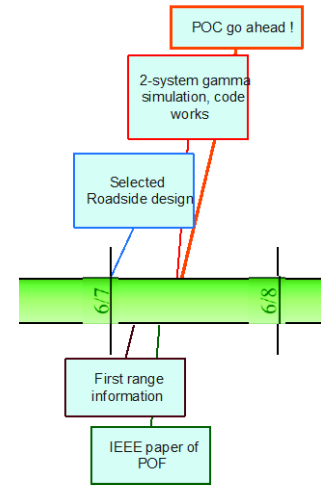 POC go ahead !
2-system gamma
simulation, code
works
Selected
Roadside design
6/7
6/8
First range
information
IEEE paper of
POF